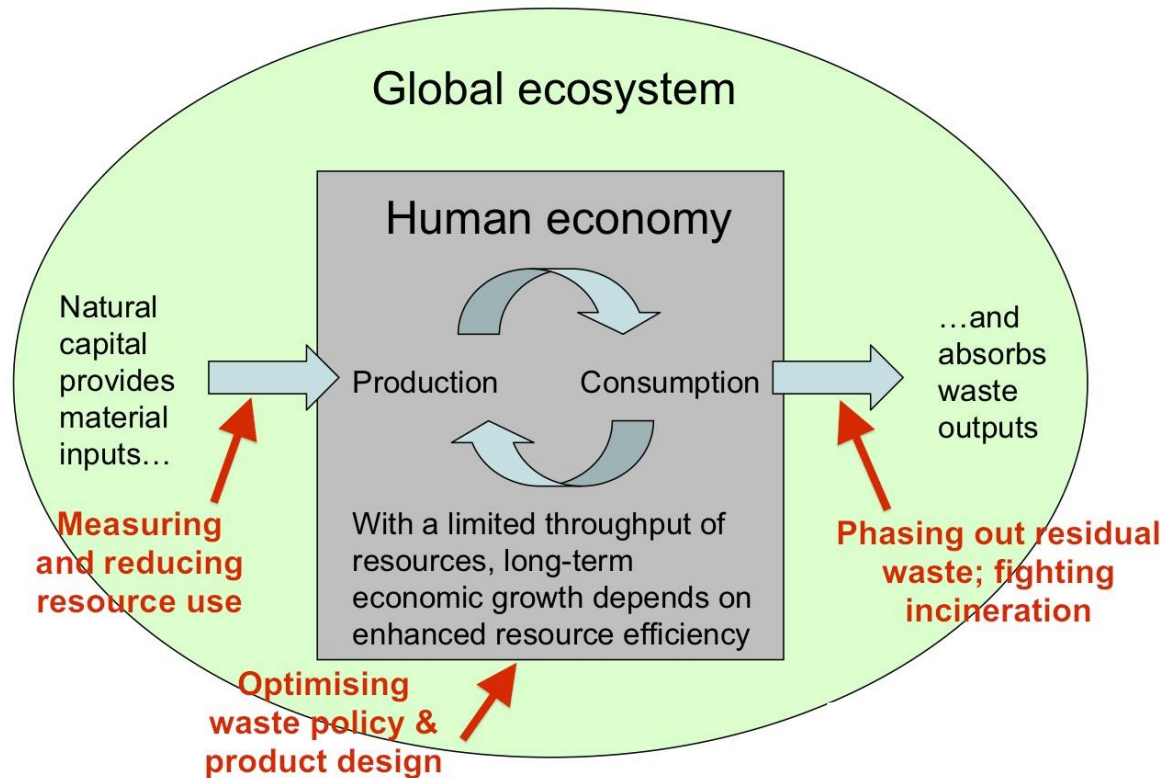 Global ecosystem
Human economy
Natural
capital
provides
material
inputs…
Production
Consumption
…and
absorbs
waste
outputs
With a limited throughput of
resources, long-term
economic growth depends on
enhanced resource efficiency
Measuring
and reducing
resource use
Optimising
waste policy &
product design
Phasing out residual
waste; fighting
incineration